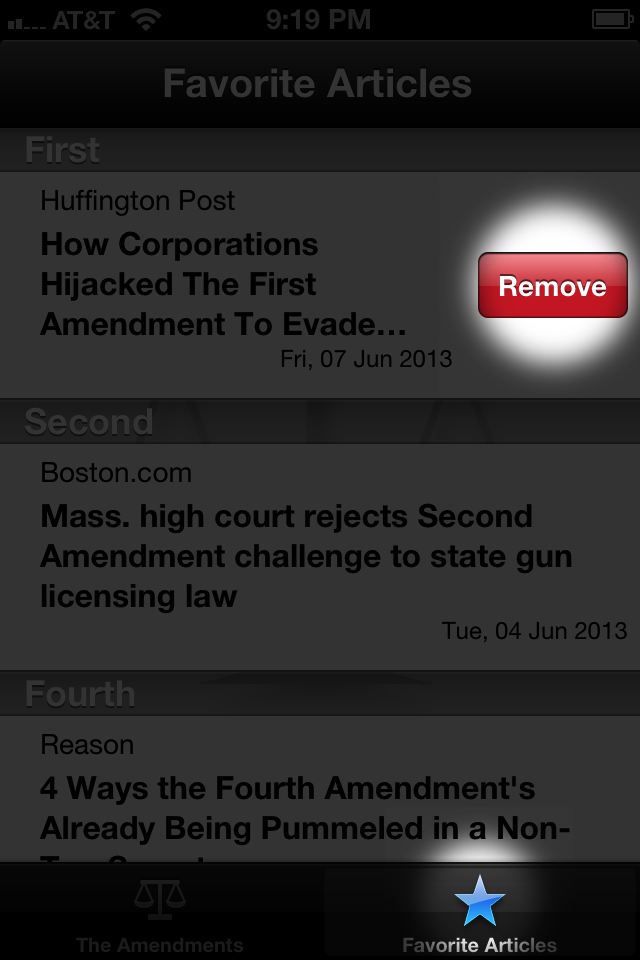 AT&T 9:19 PM
Favorite Articles
First
Huffington Post
How Corporations
Hijacked The First
Amendment To Evade...
Remove
Fri, 07 Jun 2013
Second
Boston.com
Mass. high court rejects Second
Amendment challenge to state gun
licensing law
Tue, 04 Jun 2013
Fourth
Reason
4 Ways the Fourth Amendment's
Already Being Pummeled in a Non-
The Amendments
Favorite Articles